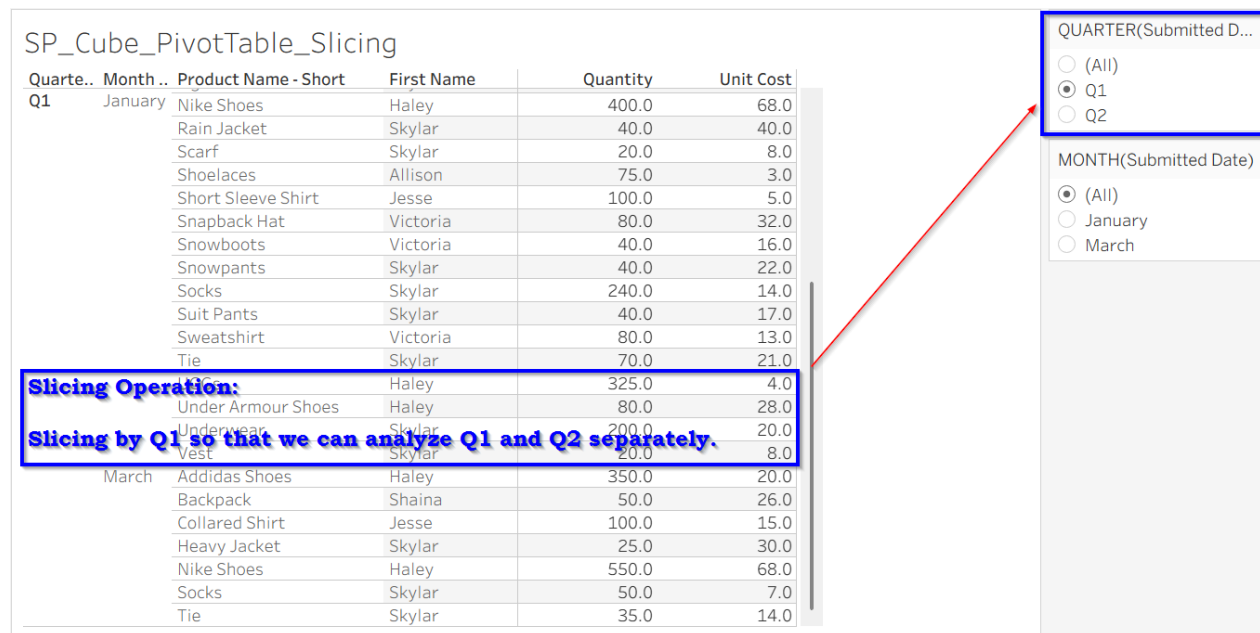 SP_Cube_PivotTable_Slicing
Quarte.. Month .. Product Name - Short First Name Quantity Unit Cost
Q1 January Nike Shoes Haley 400.0 68.0
Rain Jacket Skylar 40.0 40.0
Scarf Skylar 20.0 8.0
Shoelaces Allison 75.0 3.0
Short Sleeve Shirt Jesse 100.0 5.0
Snapback Hat Victoria 80.0 32.0
Snowboots Victoria 40.0 16.0
Snowpants Skylar 40.0 22.0
Socks Skylar 240.0 14.0
Suit Pants Skylar 40.0 17.0
Sweatshirt Victoria 80.0 13.0
Tie Skylar 70.0 21.0
Haley 325.0 4.0
Slicing Operation:
Under Armour Shoes Haley 80.0 28.0
Underwear Skylar 200.0 20.0
Slicing by Q1 so that we can analyze Q1 and Q2 separately.
Vest Skylar 20.0 8.0
March Addidas Shoes Haley 350.0 20.0
Backpack Shaina 50.0 26.0
Collared Shirt Jesse 100.0 15.0
Heavy Jacket Skylar 25.0 30.0
Nike Shoes Haley 550.0 68.0
Socks Skylar 50.0 7.0
Tie Skylar 35.0 14.0
QUARTER(Submitted D...
(All)
Q1
Q2
MONTH(Submitted Date)
(All)
January
March